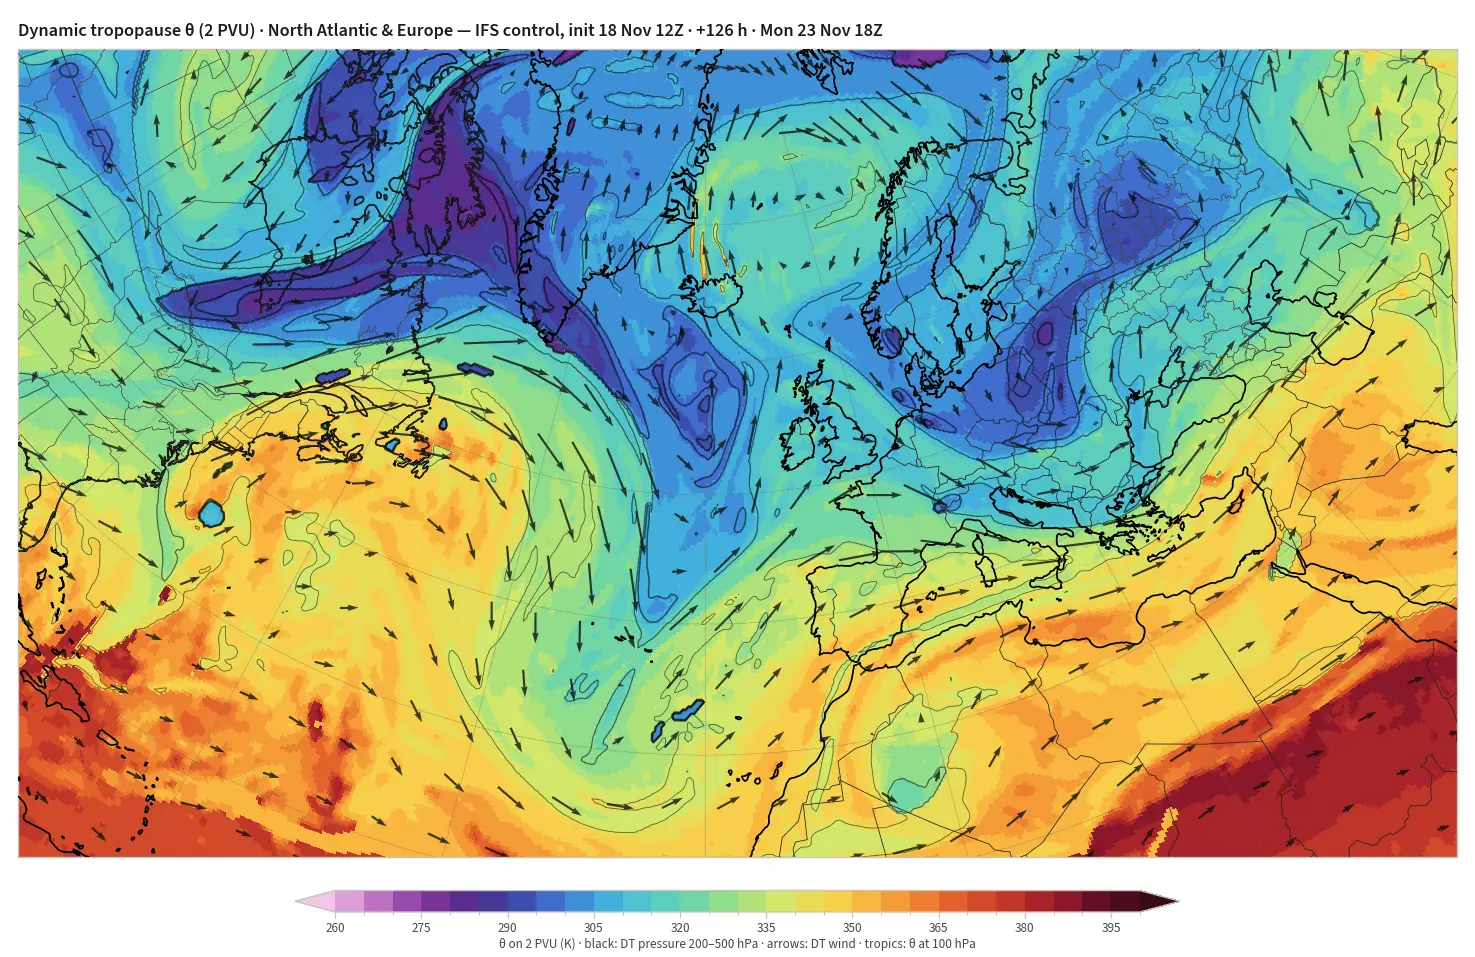 Dynamic tropopause θ (2 PVU) · North Atlantic & Europe — IFS control, init 18 Nov 12Z · +126 h · Mon 23 Nov 18Z
260 275 290 305 320 335 350 365 380 395
θ on 2 PVU (K) · black: DT pressure 200–500 hPa · arrows: DT wind · tropics: θ at 100 hPa